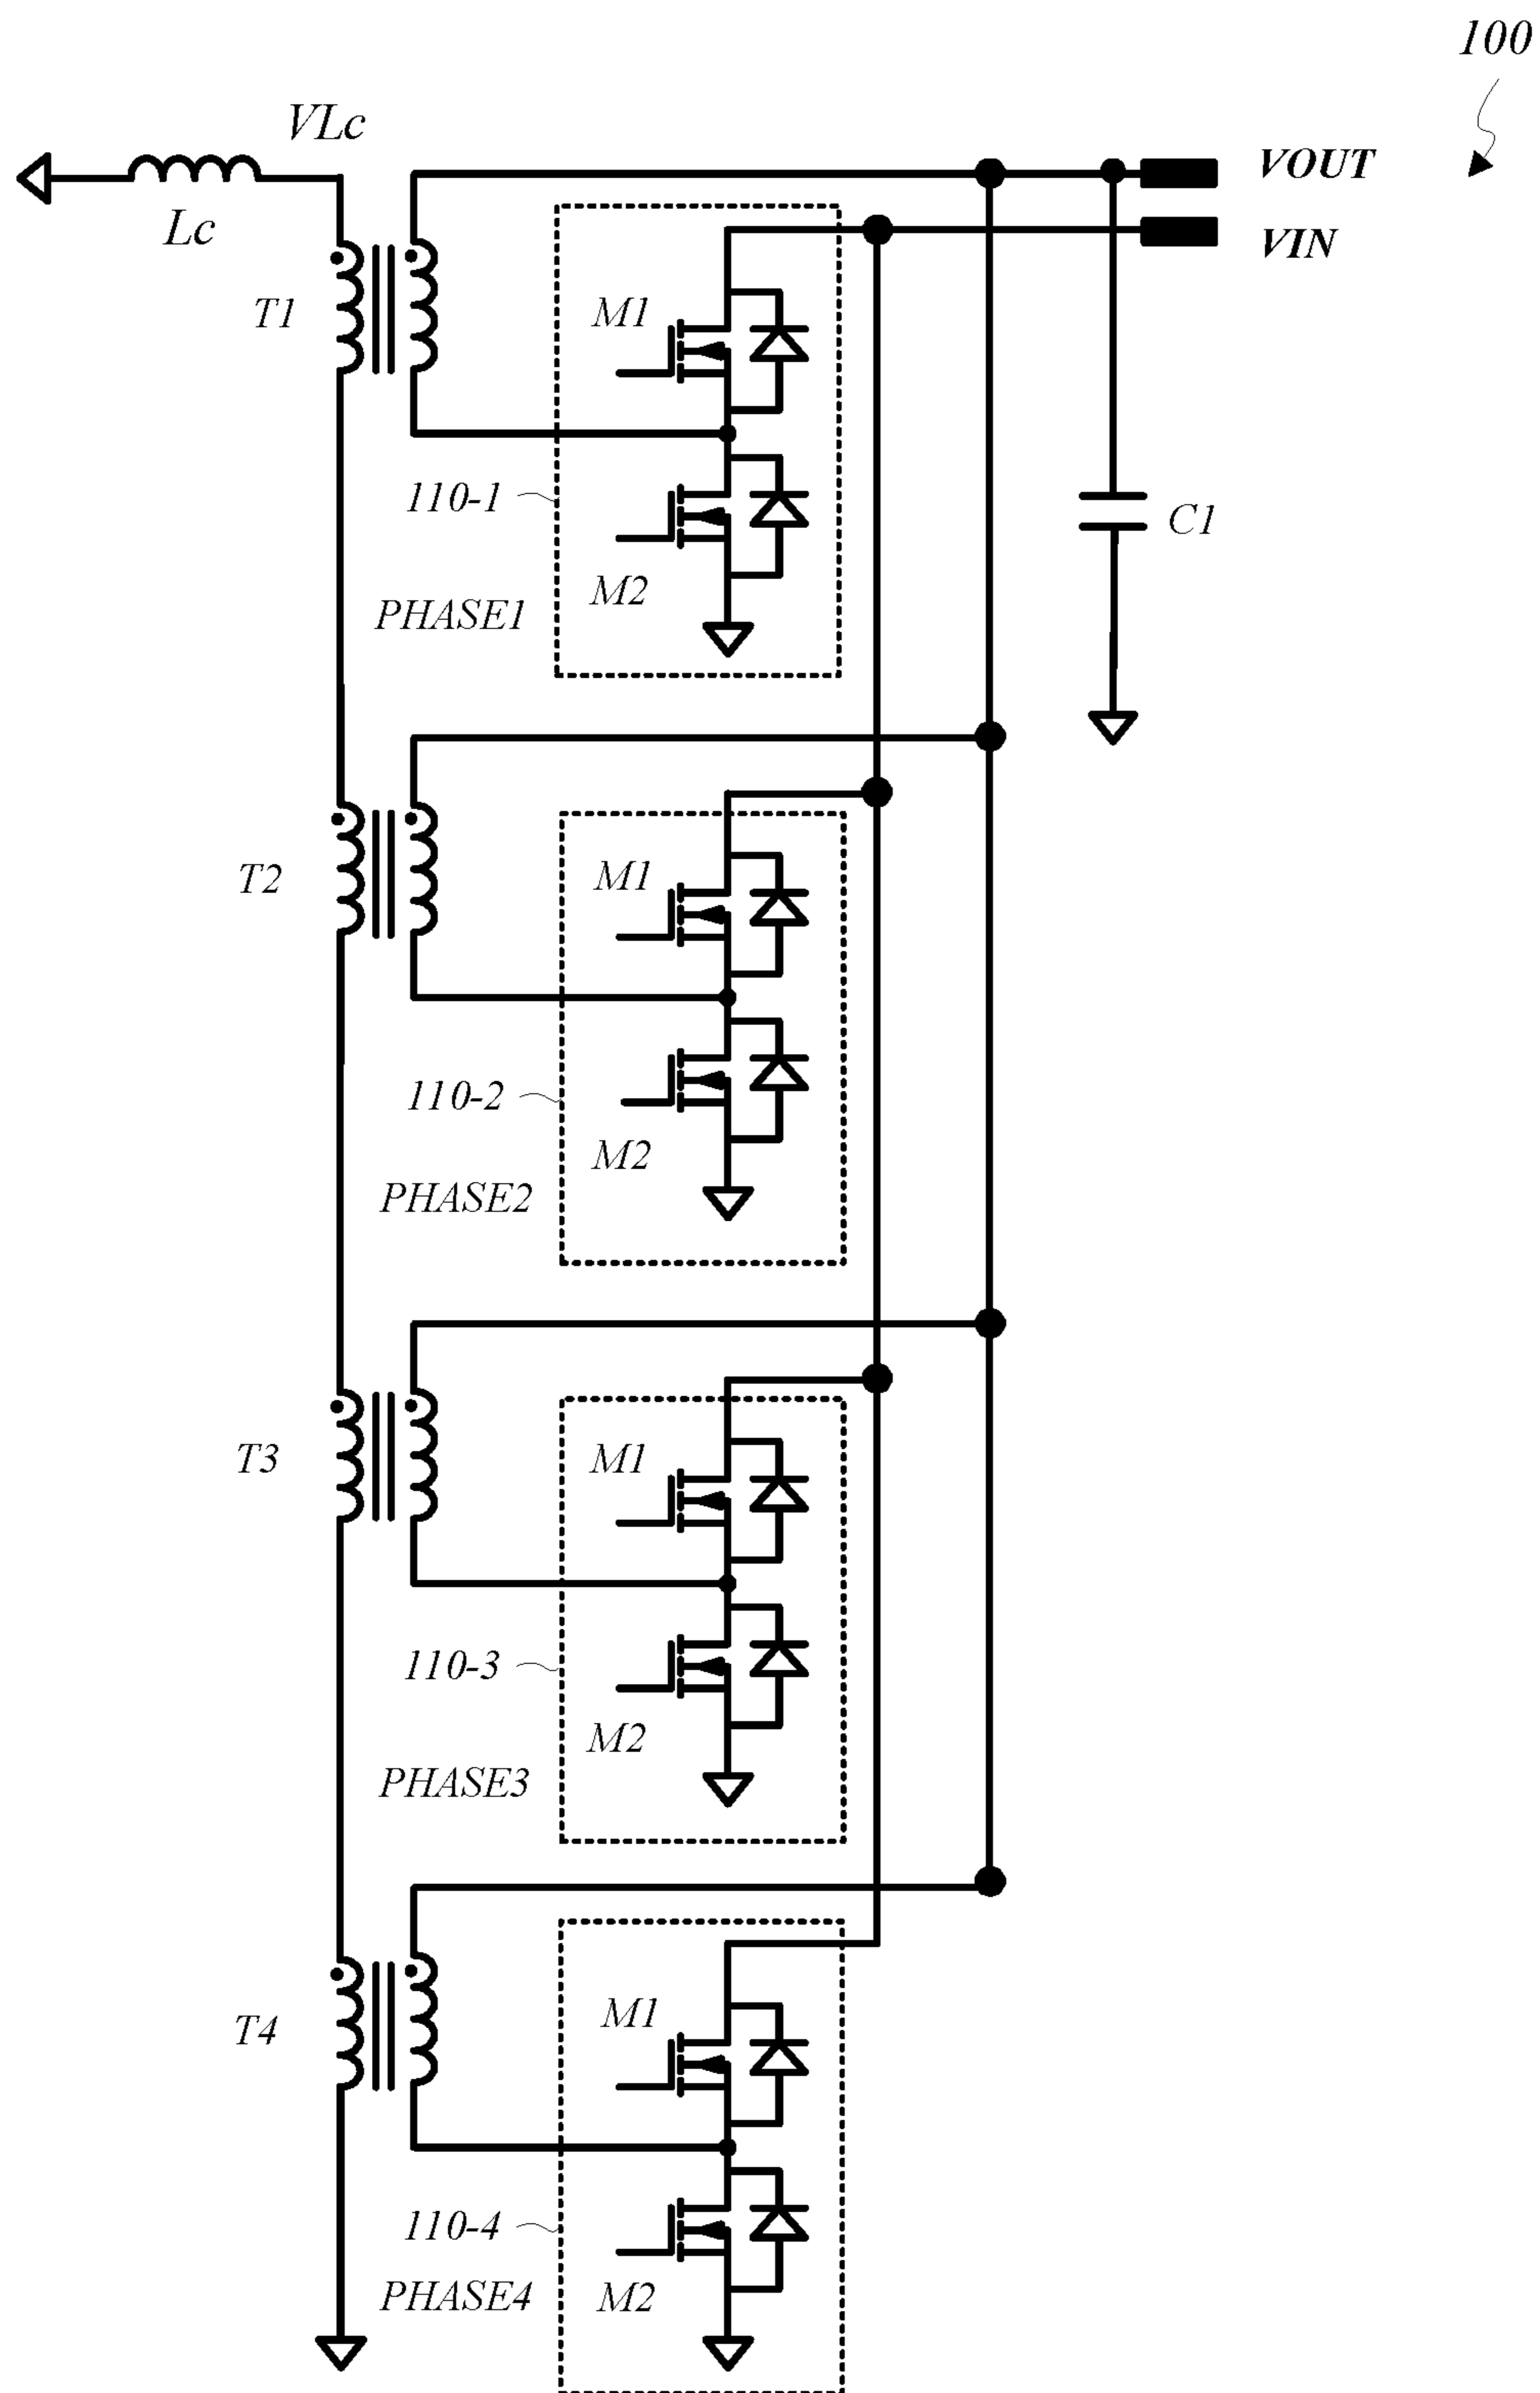 100
VLc
VOUT
Lc
VIN
T1
M1
110-1
C1
M2
PHASE1
T2
M1
110-2
M2
PHASE2
T3
M1
110-3
M2
PHASE3
T4
M1
110-4
M2
PHASE4